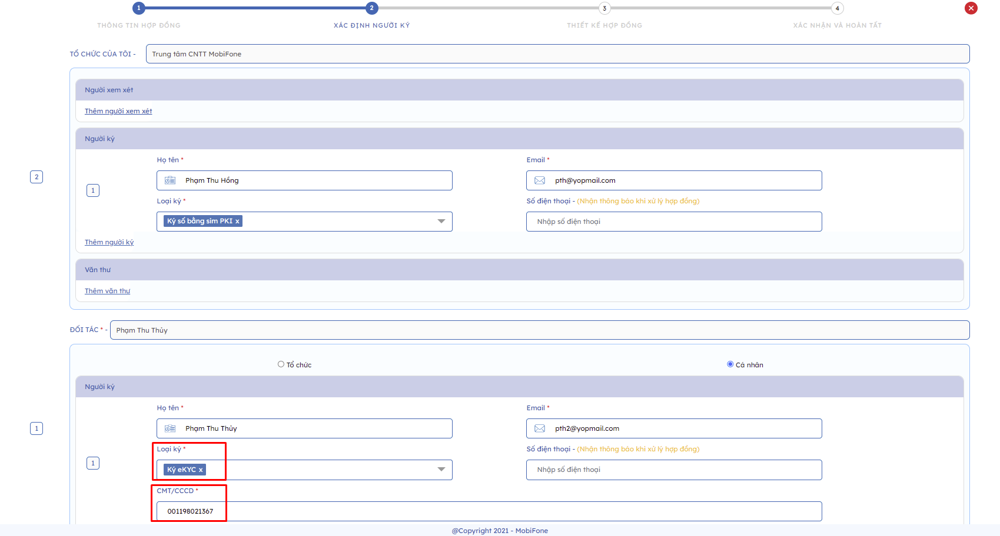 1
2
3
4
THÔNG TIN HỢP ĐỒNG
XÁC ĐỊNH NGƯỜI KÝ
THIẾT KẾ HỢP ĐỒNG
XÁC NHẬN VÀ HOÀN TẤT
TỔ CHỨC CỦA TÔI -
Trung tâm CNTT MobiFone
Người xem xét
Thêm người xem xét
Người ký
2
1
Họ tên *
Phạm Thu Hồng
Email *
pth@yopmail.com
Loại ký *
Ký số bằng sim PKI x
Số điện thoại - (Nhận thông báo khi xử lý hợp đồng)
Nhập số điện thoại
Thêm người ký
Văn thư
Thêm văn thư
ĐỐI TÁC * -
Phạm Thu Thủy
Tổ chức
Cá nhân
Người ký
1
1
Họ tên *
Phạm Thu Thủy
Email *
pth2@yopmail.com
Loại ký *
Ký eKYC x
Số điện thoại - (Nhận thông báo khi xử lý hợp đồng)
Nhập số điện thoại
CMT/CCCD *
001198021367
@Copyright 2021 - MobiFone